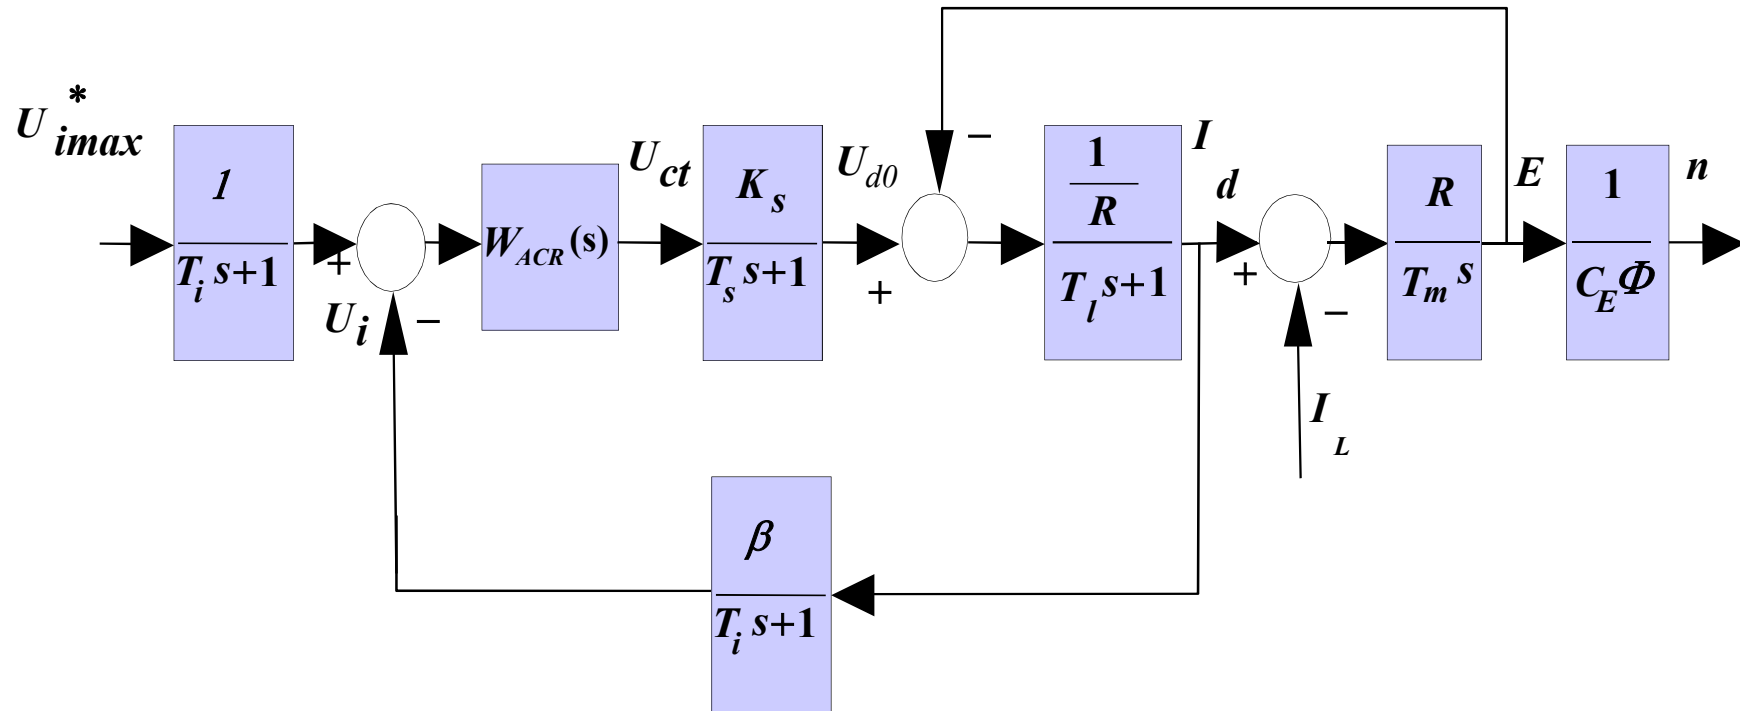 U*imax
1
Ti s+1
+
Ui
−
WACR(s)
Uct
Ks
Ts s+1
Ud0
+
−
1
R
Tl s+1
I
d
+
−
I
L
R
Tm s
E
1
CEΦ
n
β
Ti s+1